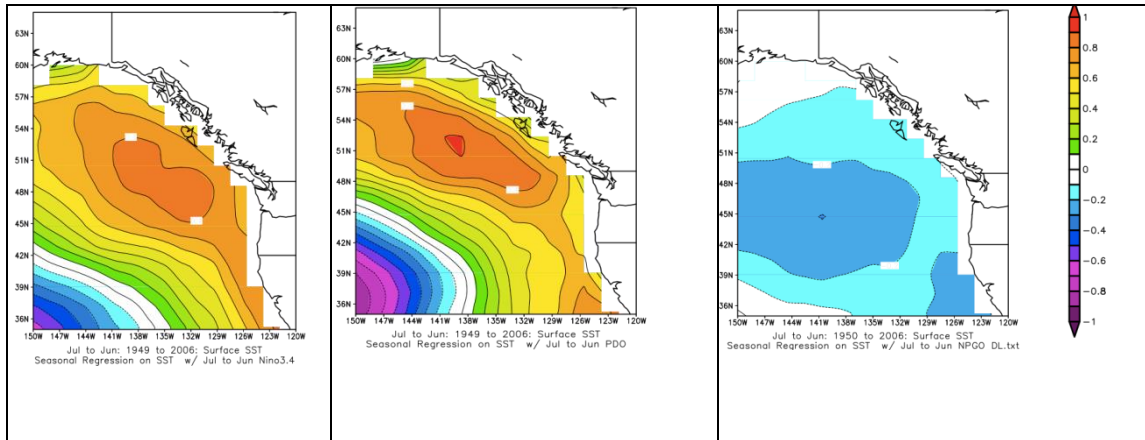 63N
60N
57N
54N
51N
48N
45N
42N
39N
36N
150W 147W 144W 141W 138W 135W 132W 129W 126W 123W 120W
Jul to Jun: 1949 to 2006: Surface SST
Seasonal Regression on SST w/ Jul to Jun Nino3.4
63N
60N
57N
54N
51N
48N
45N
42N
39N
36N
150W 147W 144W 141W 138W 135W 132W 129W 126W 123W 120W
Jul to Jun: 1949 to 2006: Surface SST
Seasonal Regression on SST w/ Jul to Jun PDO
63N
60N
57N
54N
51N
48N
45N
42N
39N
36N
150W 147W 144W 141W 138W 135W 132W 129W 126W 123W 120W
Jul to Jun: 1950 to 2006: Surface SST
Seasonal Regression on SST w/ Jul to Jun NPGO DL.txt
1
0.8
0.6
0.4
0.2
0
-0.2
-0.4
-0.6
-0.8
-1